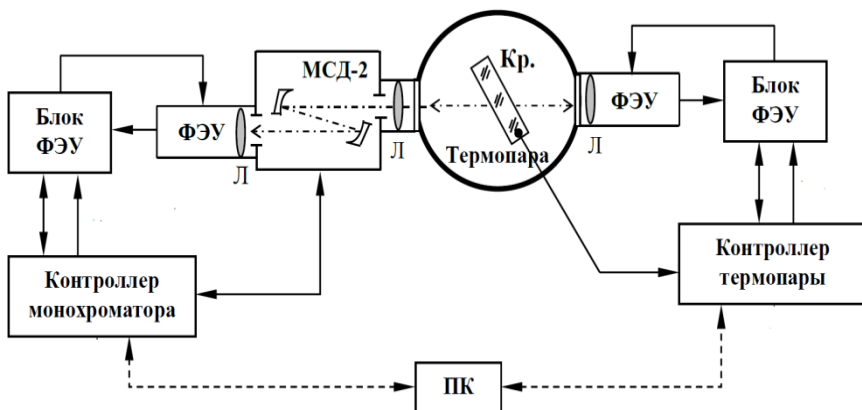 МСД-2
Кр.
Блок
ФЭУ
ФЭУ
Л
Л
Термопара
ФЭУ
Л
Блок
ФЭУ
Контроллер
монохроматора
Контроллер
термопары
ПК